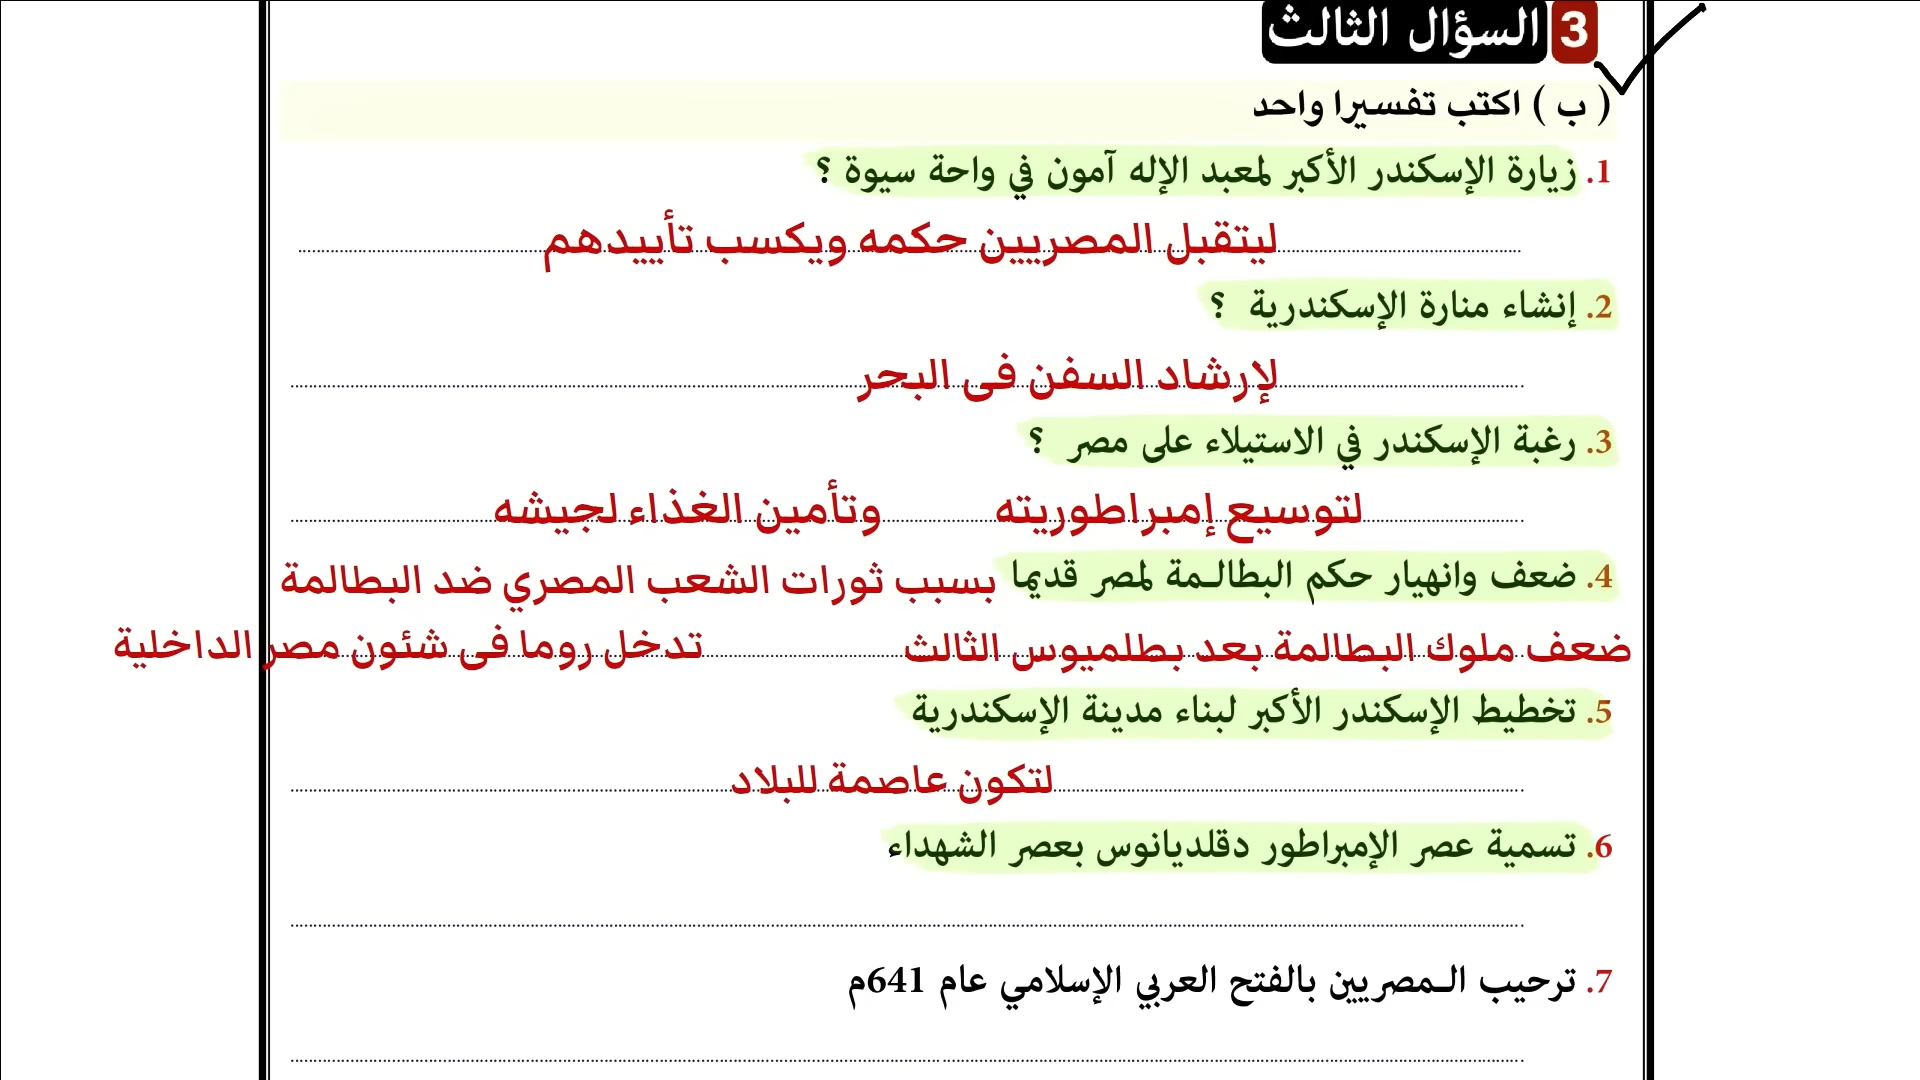 3 السؤال الثالث
( ب ) اكتب تفسيرا واحد
1. زيارة الإسكندر الأكبر لمعبد الإله آمون في واحة سيوة ؟
ليتقبل المصريين حكمه ويكسب تأييدهم
2. إنشاء منارة الإسكندرية ؟
لإرشاد السفن فى البحر
3. رغبة الإسكندر في الاستيلاء على مصر ؟
لتوسيع إمبراطوريته وتأمين الغذاء لجيشه
4. ضعف وانهيار حكم البطالـمة لمصر قديما بسبب ثورات الشعب المصري ضد البطالمة
ضعف ملوك البطالمة بعد بطلميوس الثالث تدخل روما فى شئون مصر الداخلية
5. تخطيط الإسكندر الأكبر لبناء مدينة الإسكندرية
لتكون عاصمة للبلاد
6. تسمية عصر الإمبراطور دقلديانوس بعصر الشهداء
7. ترحيب الـمصريين بالفتح العربي الإسلامي عام 641م